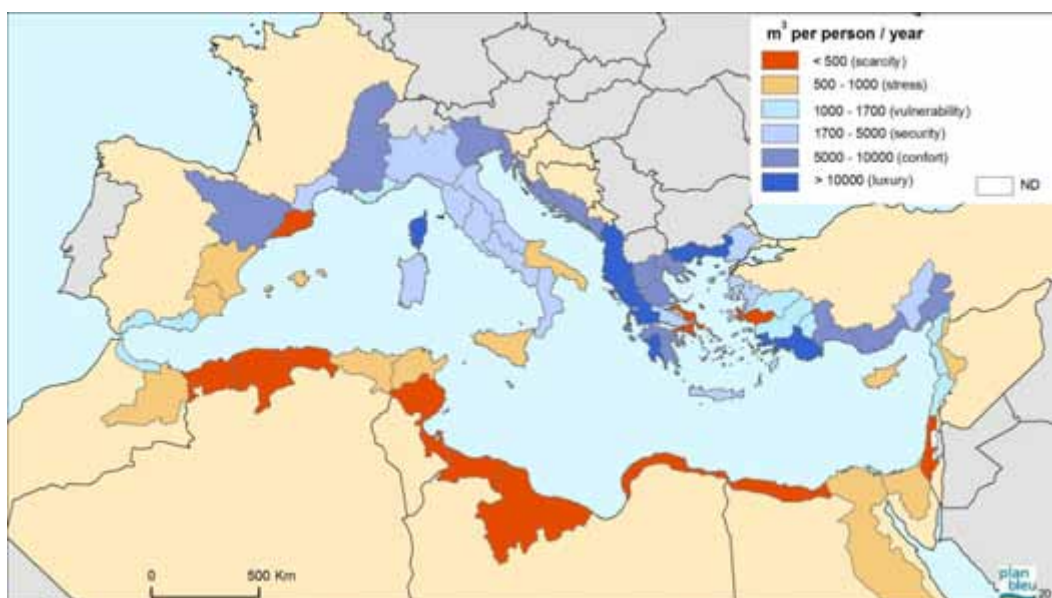 m³ per person / year
< 500 (scarcity)
500 - 1000 (stress)
1000 - 1700 (vulnerability)
1700 - 5000 (security)
5000 - 10000 (confort)
> 10000 (luxury)
ND
0
500 Km
plan
bleu
20